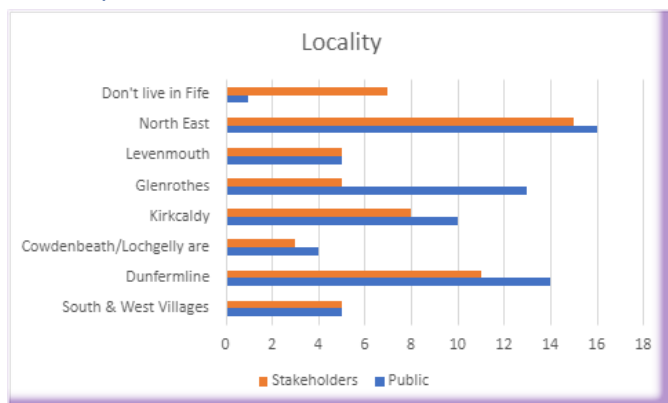 Locality
Don't live in Fife
North East
Levenmouth
Glenrothes
Kirkcaldy
Cowdenbeath/Lochgelly are
Dunfermline
South & West Villages
0 2 4 6 8 10 12 14 16 18
Stakeholders Public